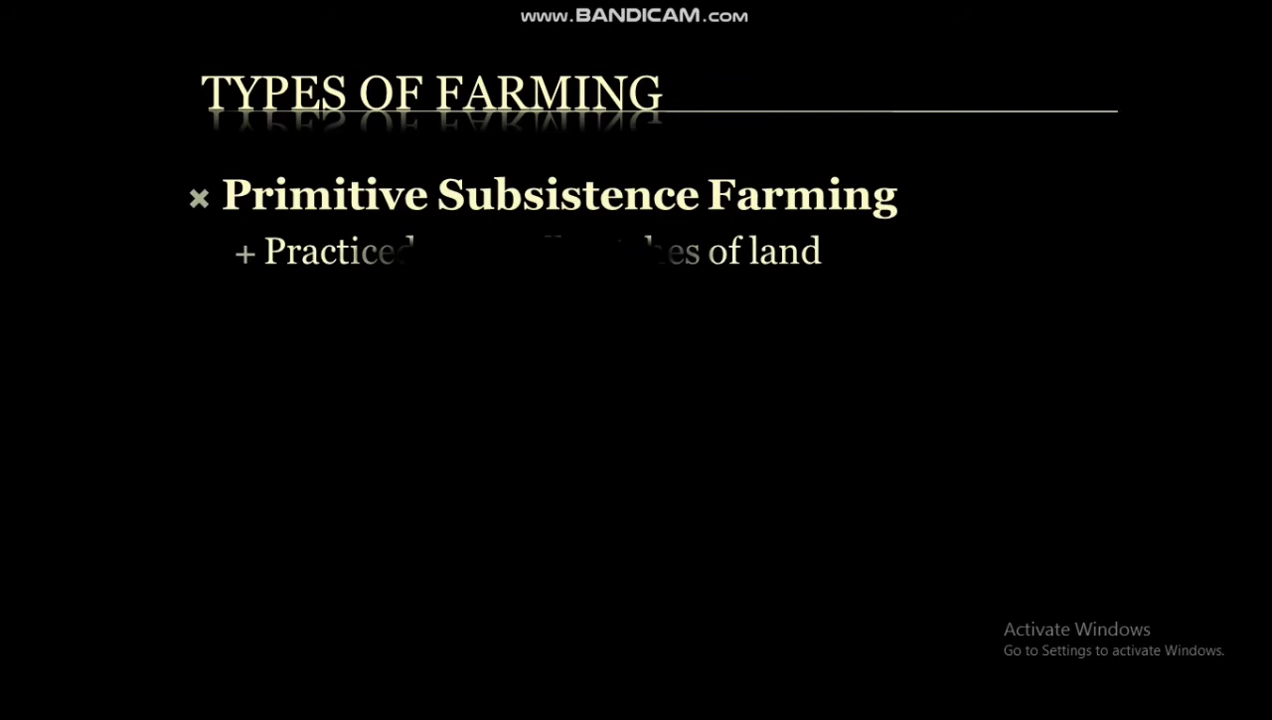 www.BANDICAM.com
TYPES OF FARMING
Primitive Subsistence Farming
+ Practiced of land
Activate Windows
Go to Settings to activate Windows.